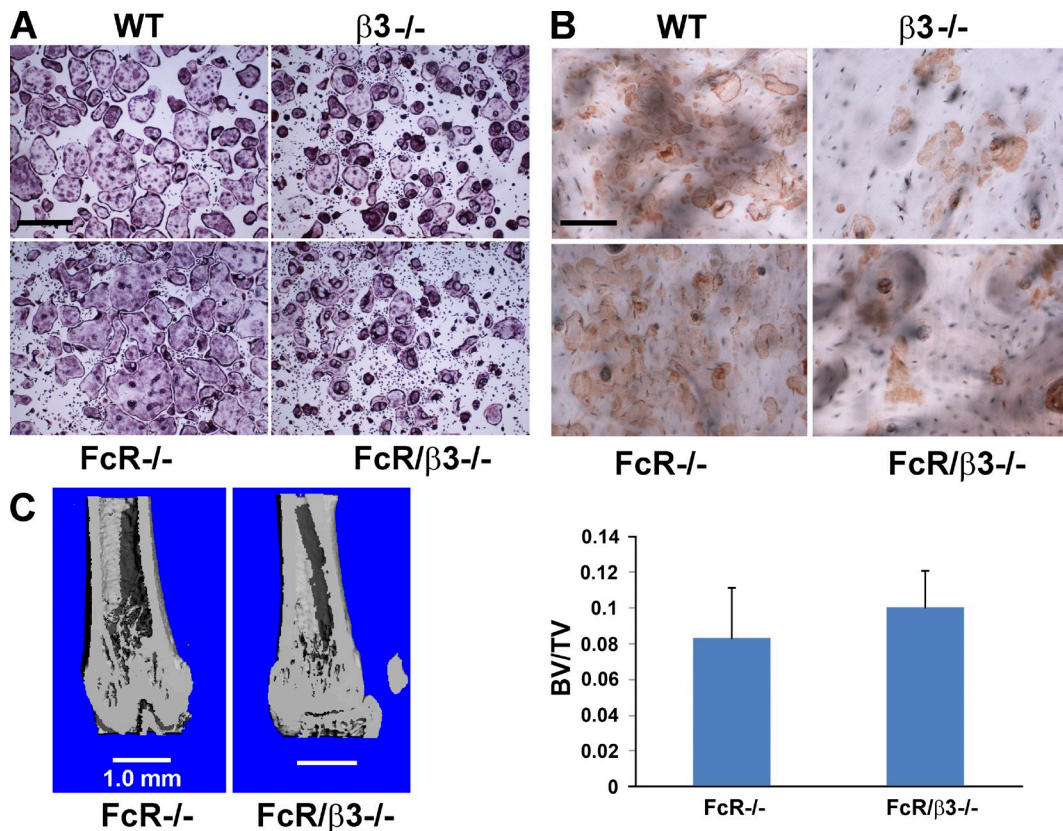 A
WT
β3-/-
FcR-/-
FcR/β3-/-
B
WT
β3-/-
FcR-/-
FcR/β3-/-
C
1.0 mm
FcR-/-
FcR/β3-/-
BV/TV
0.14
0.12
0.1
0.08
0.06
0.04
0.02
0
FcR-/-
FcR/β3-/-